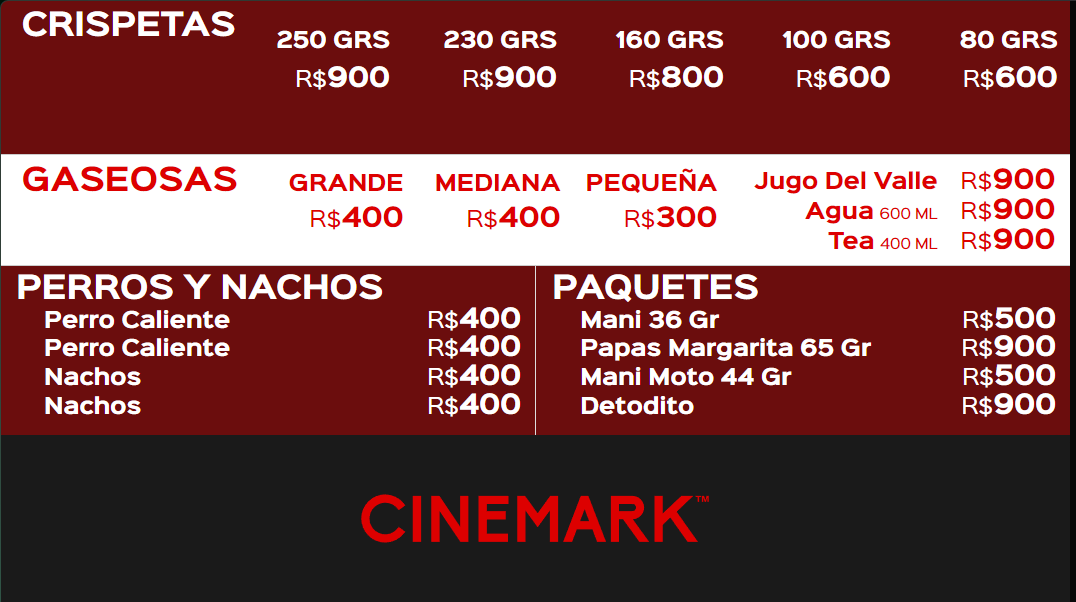 CRISPETAS
250 GRS 230 GRS 160 GRS 100 GRS 80 GRS
R$900 R$900 R$800 R$600 R$600
GASEOSAS
GRANDE MEDIANA PEQUEÑA
R$400 R$400 R$300
Jugo Del Valle R$900
Agua 600 ML R$900
Tea 400 ML R$900
PERROS Y NACHOS
Perro Caliente R$400
Perro Caliente R$400
Nachos R$400
Nachos R$400
PAQUETES
Mani 36 Gr R$500
Papas Margarita 65 Gr R$900
Mani Moto 44 Gr R$500
Detodito R$900
CINEMARK™